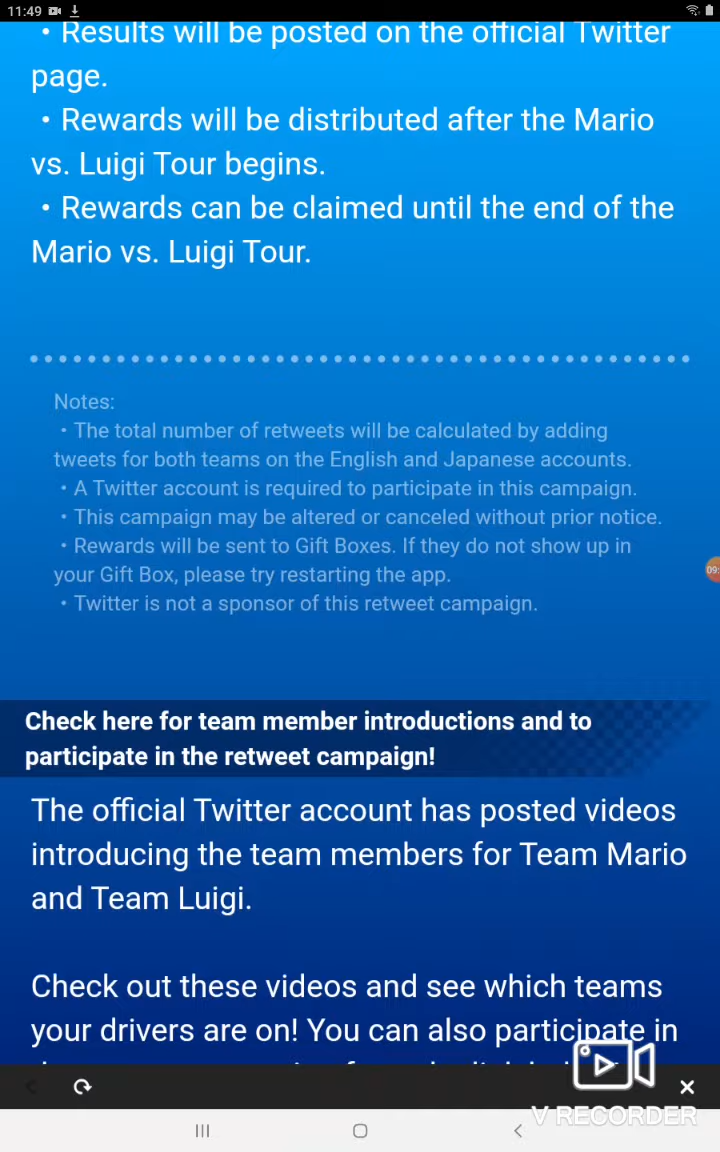 11:49
• Results will be posted on the official Twitter
page.
• Rewards will be distributed after the Mario
vs. Luigi Tour begins.
• Rewards can be claimed until the end of the
Mario vs. Luigi Tour.
Notes:
• The total number of retweets will be calculated by adding
tweets for both teams on the English and Japanese accounts.
• A Twitter account is required to participate in this campaign.
• This campaign may be altered or canceled without prior notice.
• Rewards will be sent to Gift Boxes. If they do not show up in
09:
your Gift Box, please try restarting the app.
• Twitter is not a sponsor of this retweet campaign.
Check here for team member introductions and to
participate in the retweet campaign!
The official Twitter account has posted videos
introducing the team members for Team Mario
and Team Luigi.
Check out these videos and see which teams
your drivers are on! You can also participate in
V RECORDER